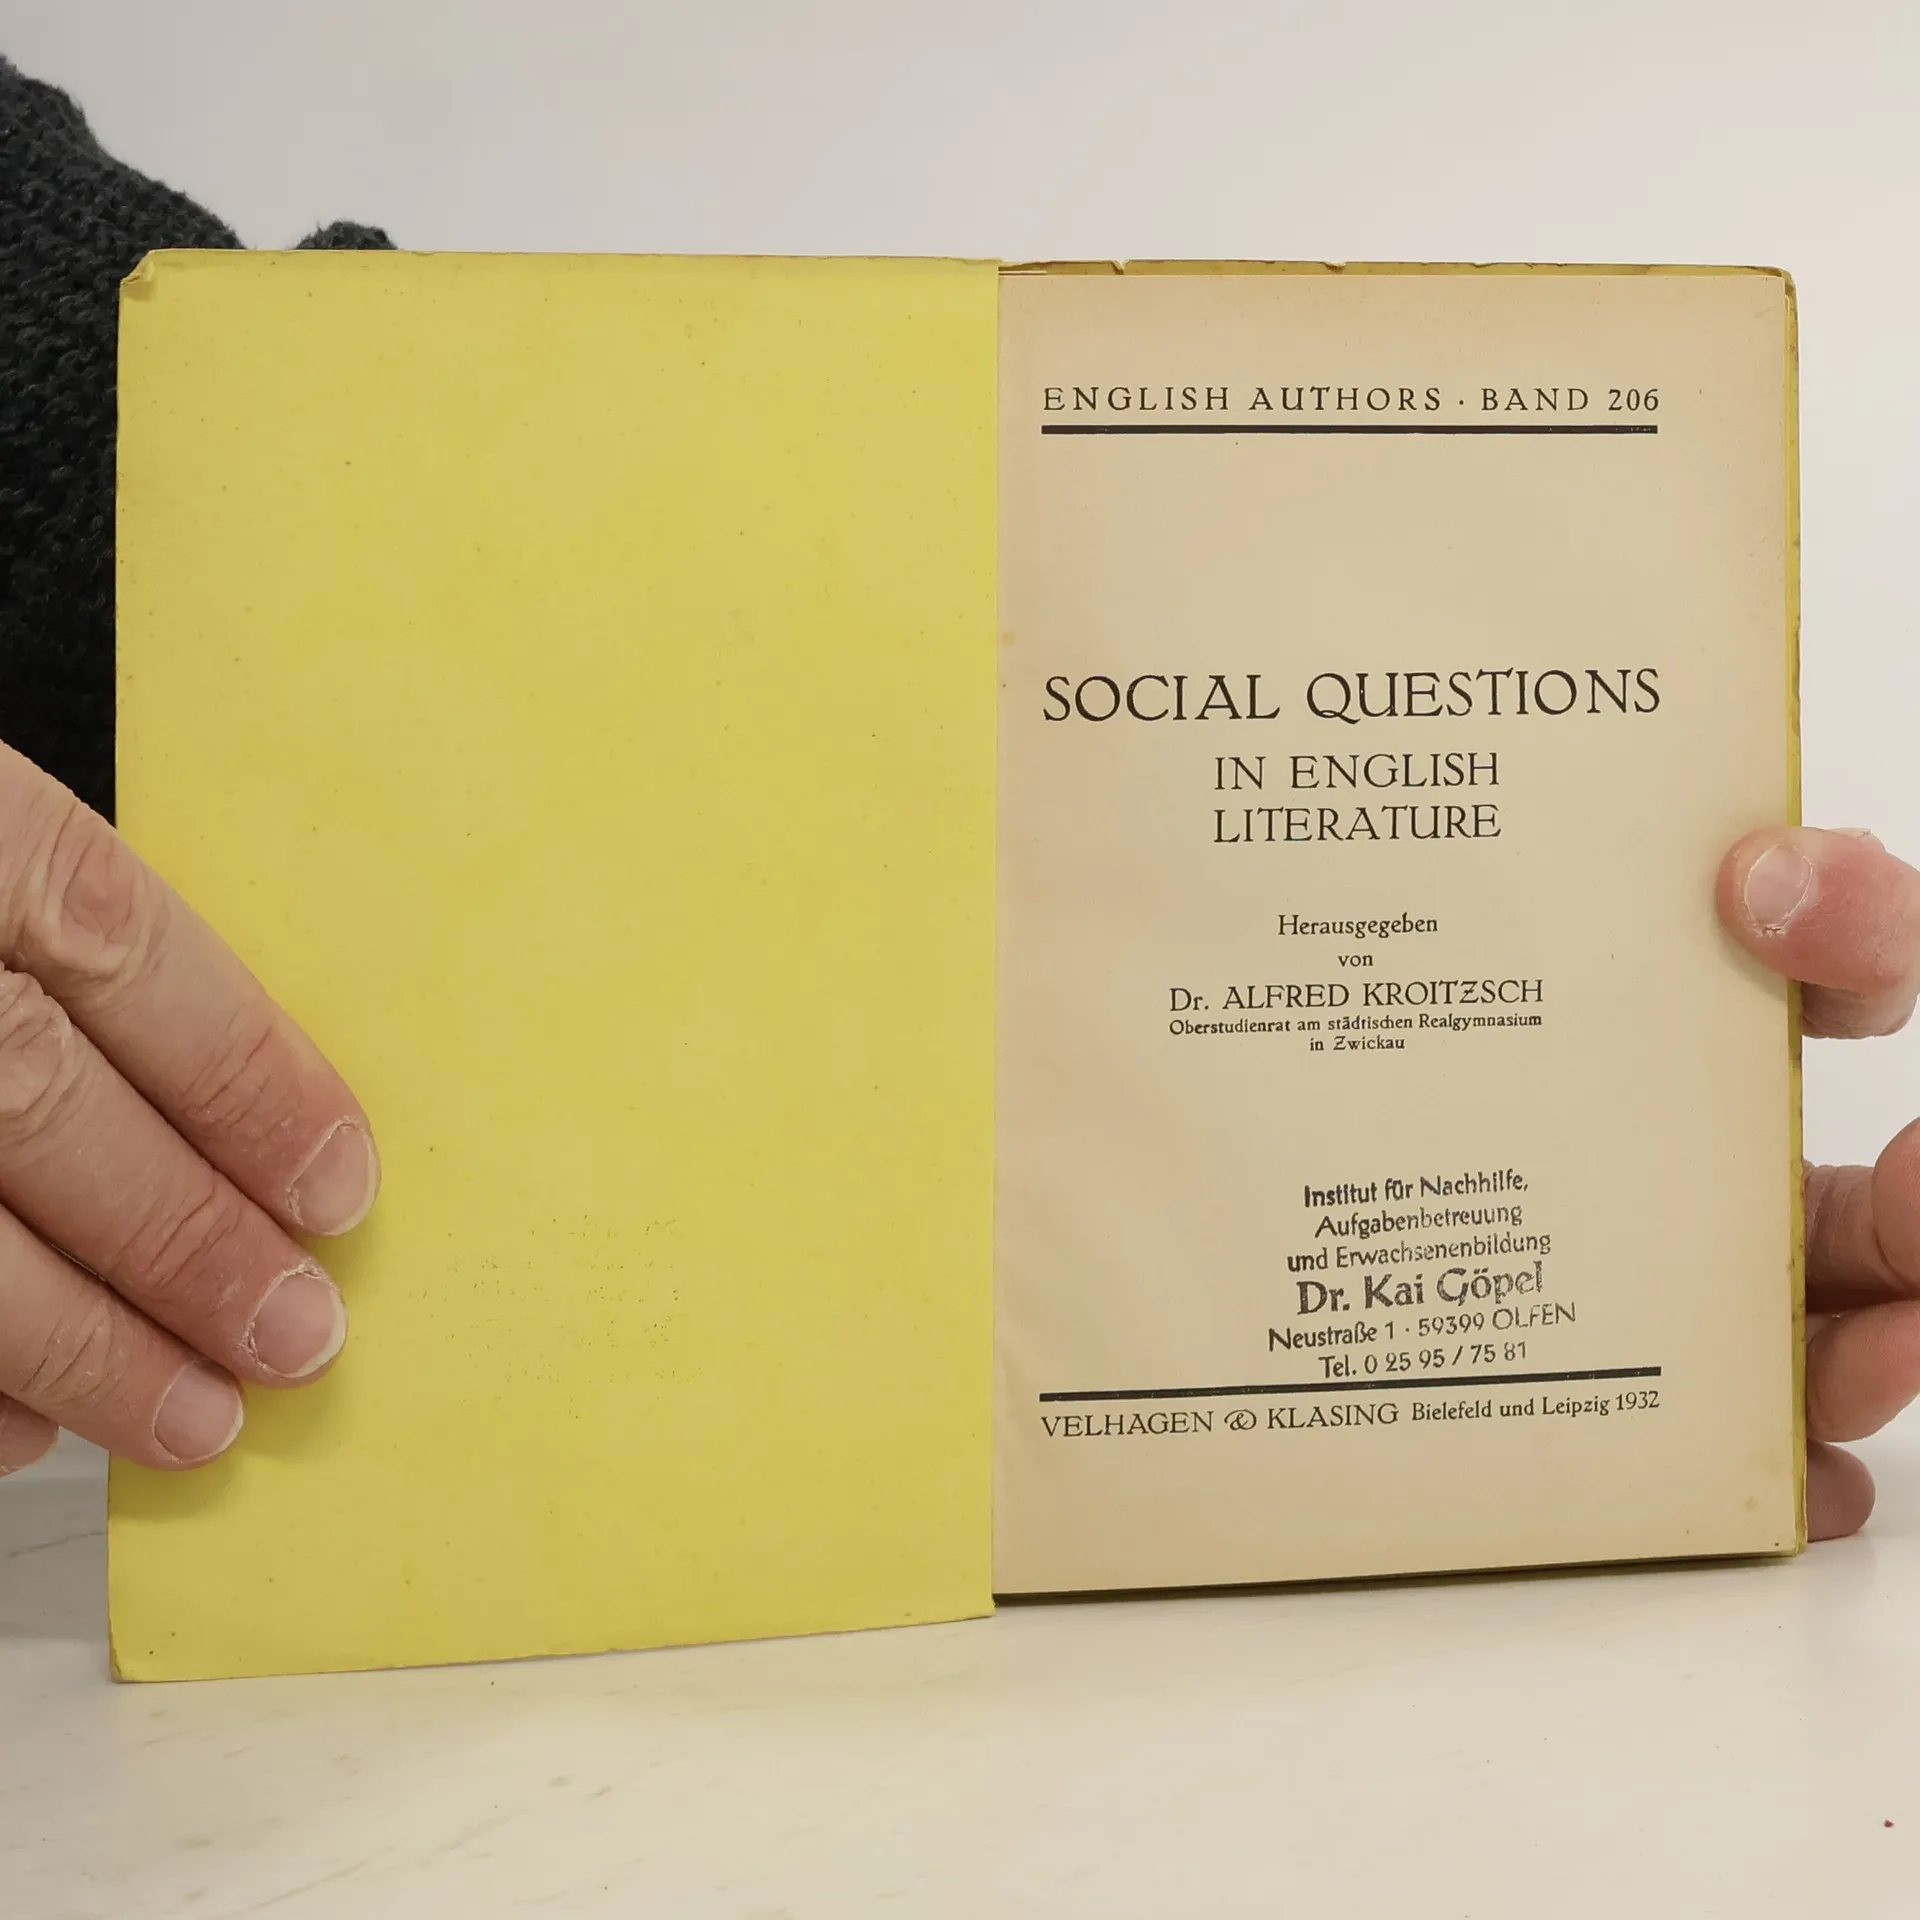 ENGLISH AUTHORS · BAND 206
SOCIAL QUESTIONS
IN ENGLISH
LITERATURE
Herausgegeben
von
Dr. ALFRED KROITZSCH
Oberstudienrat am städtischen Realgymnasium
in Zwickau
Institut für Nachhilfe,
Aufgabenbetreuung
und Erwachsenenbildung
Dr. Kai Göpel
Neustraße 1 · 59399 OLFEN
Tel. 0 25 95 / 75 81
VELHAGEN & KLASING Bielefeld und Leipzig 1932